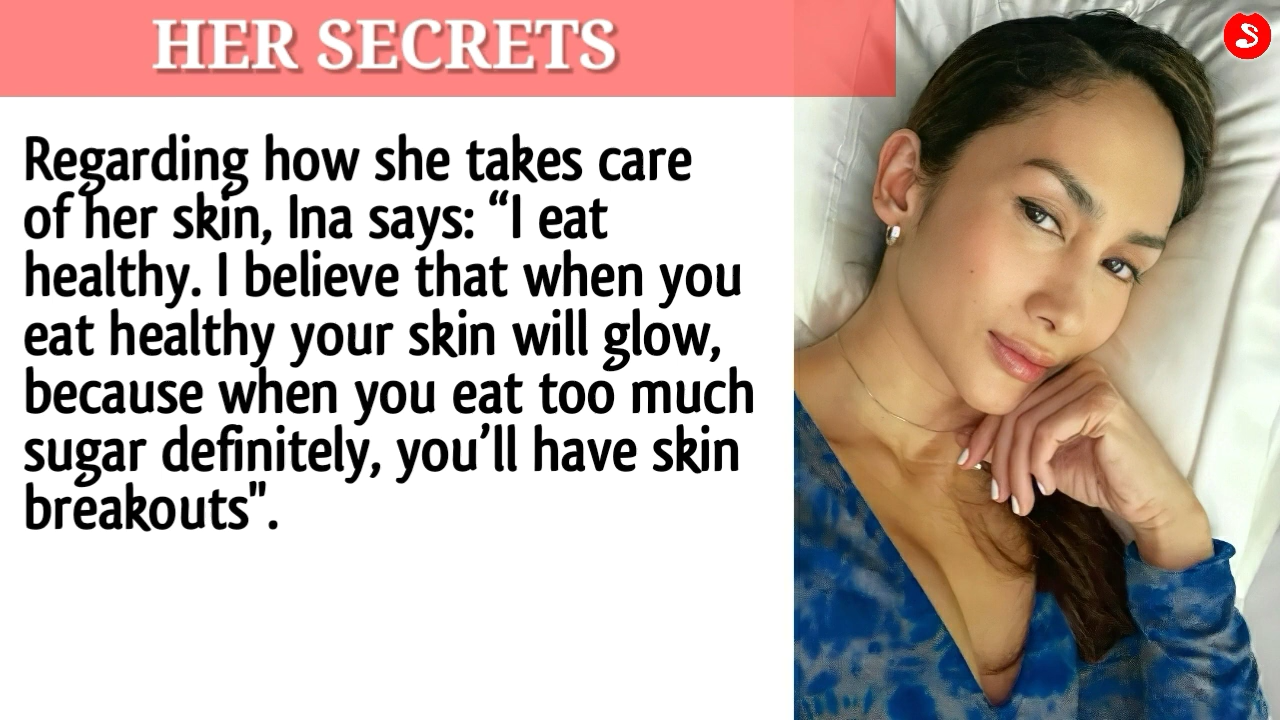 HER SECRETS
Regarding how she takes care
of her skin, Ina says: “I eat
healthy. I believe that when you
eat healthy your skin will glow,
because when you eat too much
sugar definitely, you’ll have skin
breakouts".
S